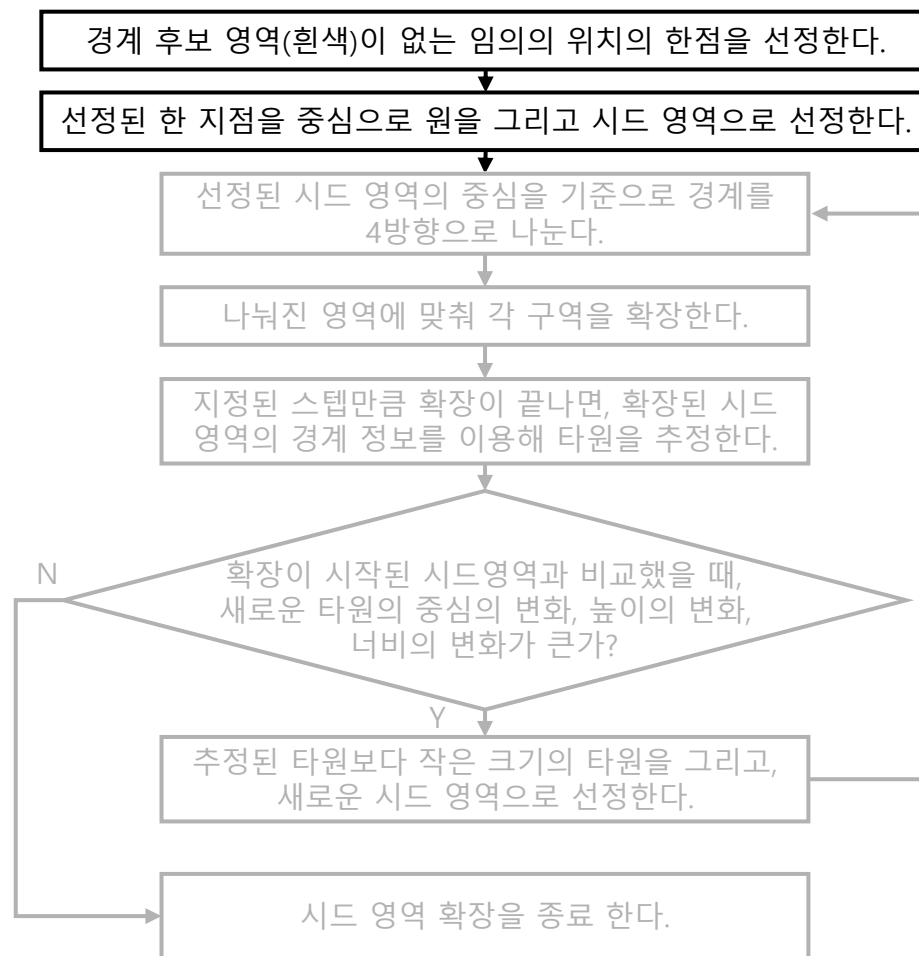 경계 후보 영역(흰색)이 없는 임의의 위치의 한점을 선정한다.
선정된 한 지점을 중심으로 원을 그리고 시드 영역으로 선정한다.
선정된 시드 영역의 중심을 기준으로 경계를
4방향으로 나눈다.
나눠진 영역에 맞춰 각 구역을 확장한다.
지정된 스텝만큼 확장이 끝나면, 확장된 시드
영역의 경계 정보를 이용해 타원을 추정한다.
N
확장이 시작된 시드영역과 비교했을 때,
새로운 타원의 중심의 변화, 높이의 변화,
너비의 변화가 큰가?
Y
추정된 타원보다 작은 크기의 타원을 그리고,
새로운 시드 영역으로 선정한다.
시드 영역 확장을 종료 한다.